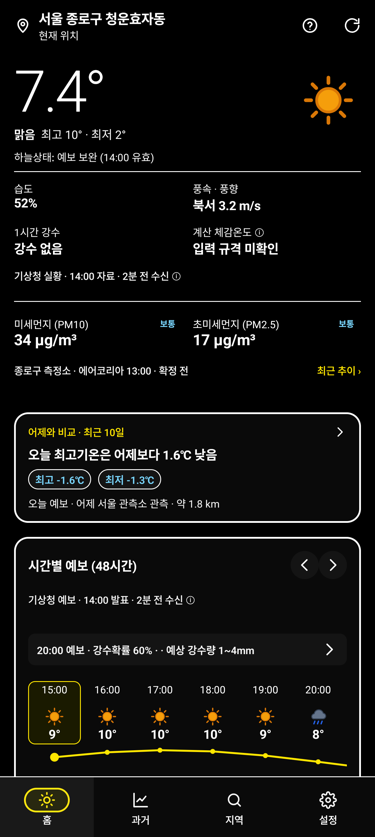 서울 종로구 청운효자동
현재 위치
7.4°
맑음 최고 10° · 최저 2°
하늘상태: 예보 보완 (14:00 유효)
습도
52%
풍속 · 풍향
북서 3.2 m/s
1시간 강수
강수 없음
계산 체감온도 ⓘ
입력 규격 미확인
기상청 실황 · 14:00 자료 · 2분 전 수신 ⓘ
미세먼지 (PM10) 보통
34 μg/m³
초미세먼지 (PM2.5) 보통
17 μg/m³
종로구 측정소 · 에어코리아 13:00 · 확정 전
최근 추이 ›
어제와 비교 · 최근 10일
오늘 최고기온은 어제보다 1.6℃ 낮음
최고 -1.6℃ 최저 -1.3℃
오늘 예보 · 어제 서울 관측소 관측 · 약 1.8 km
시간별 예보 (48시간)
기상청 예보 · 14:00 발표 · 2분 전 수신 ⓘ
20:00 예보 · 강수확률 60% · · 예상 강수량 1~4mm
15:00 16:00 17:00 18:00 19:00 20:00
9° 10° 10° 10° 9° 8°
홈 과거 지역 설정